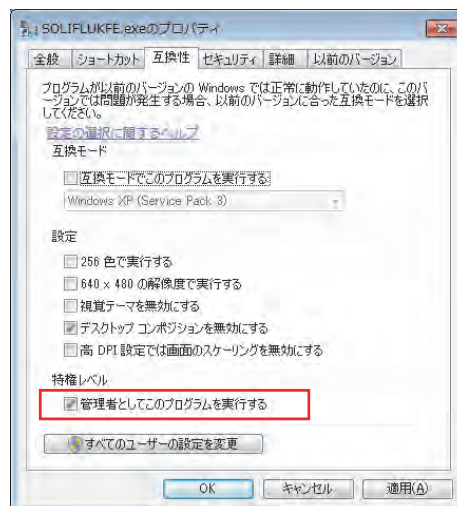 SOLIFLUKFE.exeのプロパティ
全般 ショートカット 互換性 セキュリティ 詳細 以前のバージョン
プログラムが以前のバージョンの Windows では正常に動作していたのに、このバ
ージョンでは問題が発生する場合、以前のバージョンに合った互換モードを選択
してください。
設定の選択に関するヘルプ
互換モード
互換モードでこのプログラムを実行する:
Windows XP (Service Pack 3)
設定
256 色で実行する
640 x 480 の解像度で実行する
視覚テーマを無効にする
デスクトップ コンポジションを無効にする
高 DPI 設定では画面のスケーリングを無効にする
特権レベル
管理者としてこのプログラムを実行する
すべてのユーザーの設定を変更
OK キャンセル 適用(A)